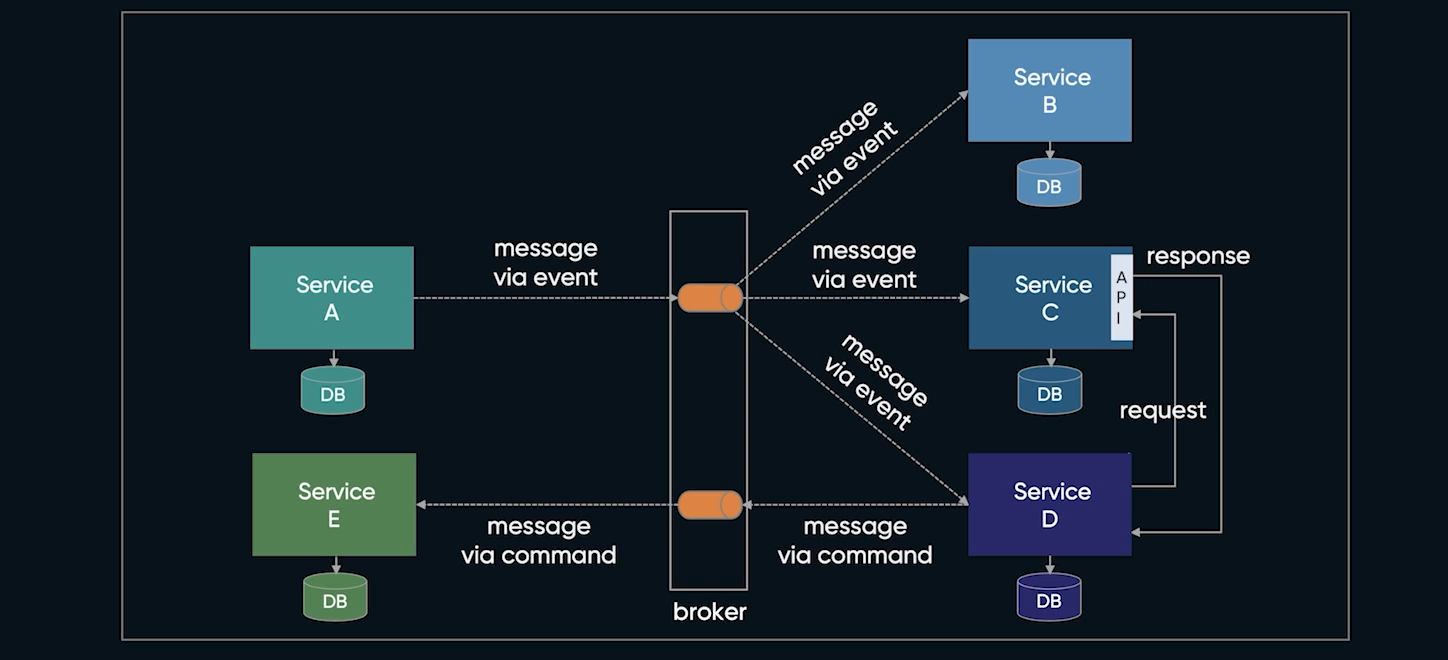 Service
B
DB
message
via event
message
via event
message
via event
Service
A
DB
Service
C
A
P
I
DB
response
request
message
via event
Service
E
DB
message
via command
message
via command
Service
D
DB
broker